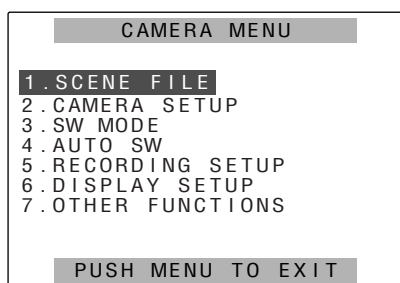 CAMERA MENU
1.SCENE FILE
2.CAMERA SETUP
3.SW MODE
4.AUTO SW
5.RECORDING SETUP
6.DISPLAY SETUP
7.OTHER FUNCTIONS
PUSH MENU TO EXIT